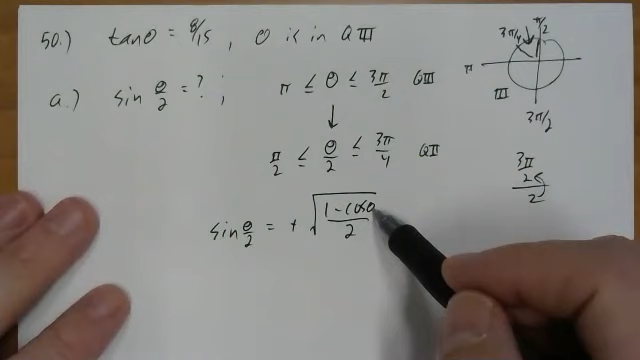 50.) tanθ = 8/15, θ is in QIII
a.) sin θ/2 = ? ; π ≤ θ ≤ 3π/2 QIII
↓
π/2 ≤ θ/2 ≤ 3π/4 QII
sin θ/2 = + √((1-cosθ)/2)
π/2
3π/4
π
III
3π/2
3π/2
2